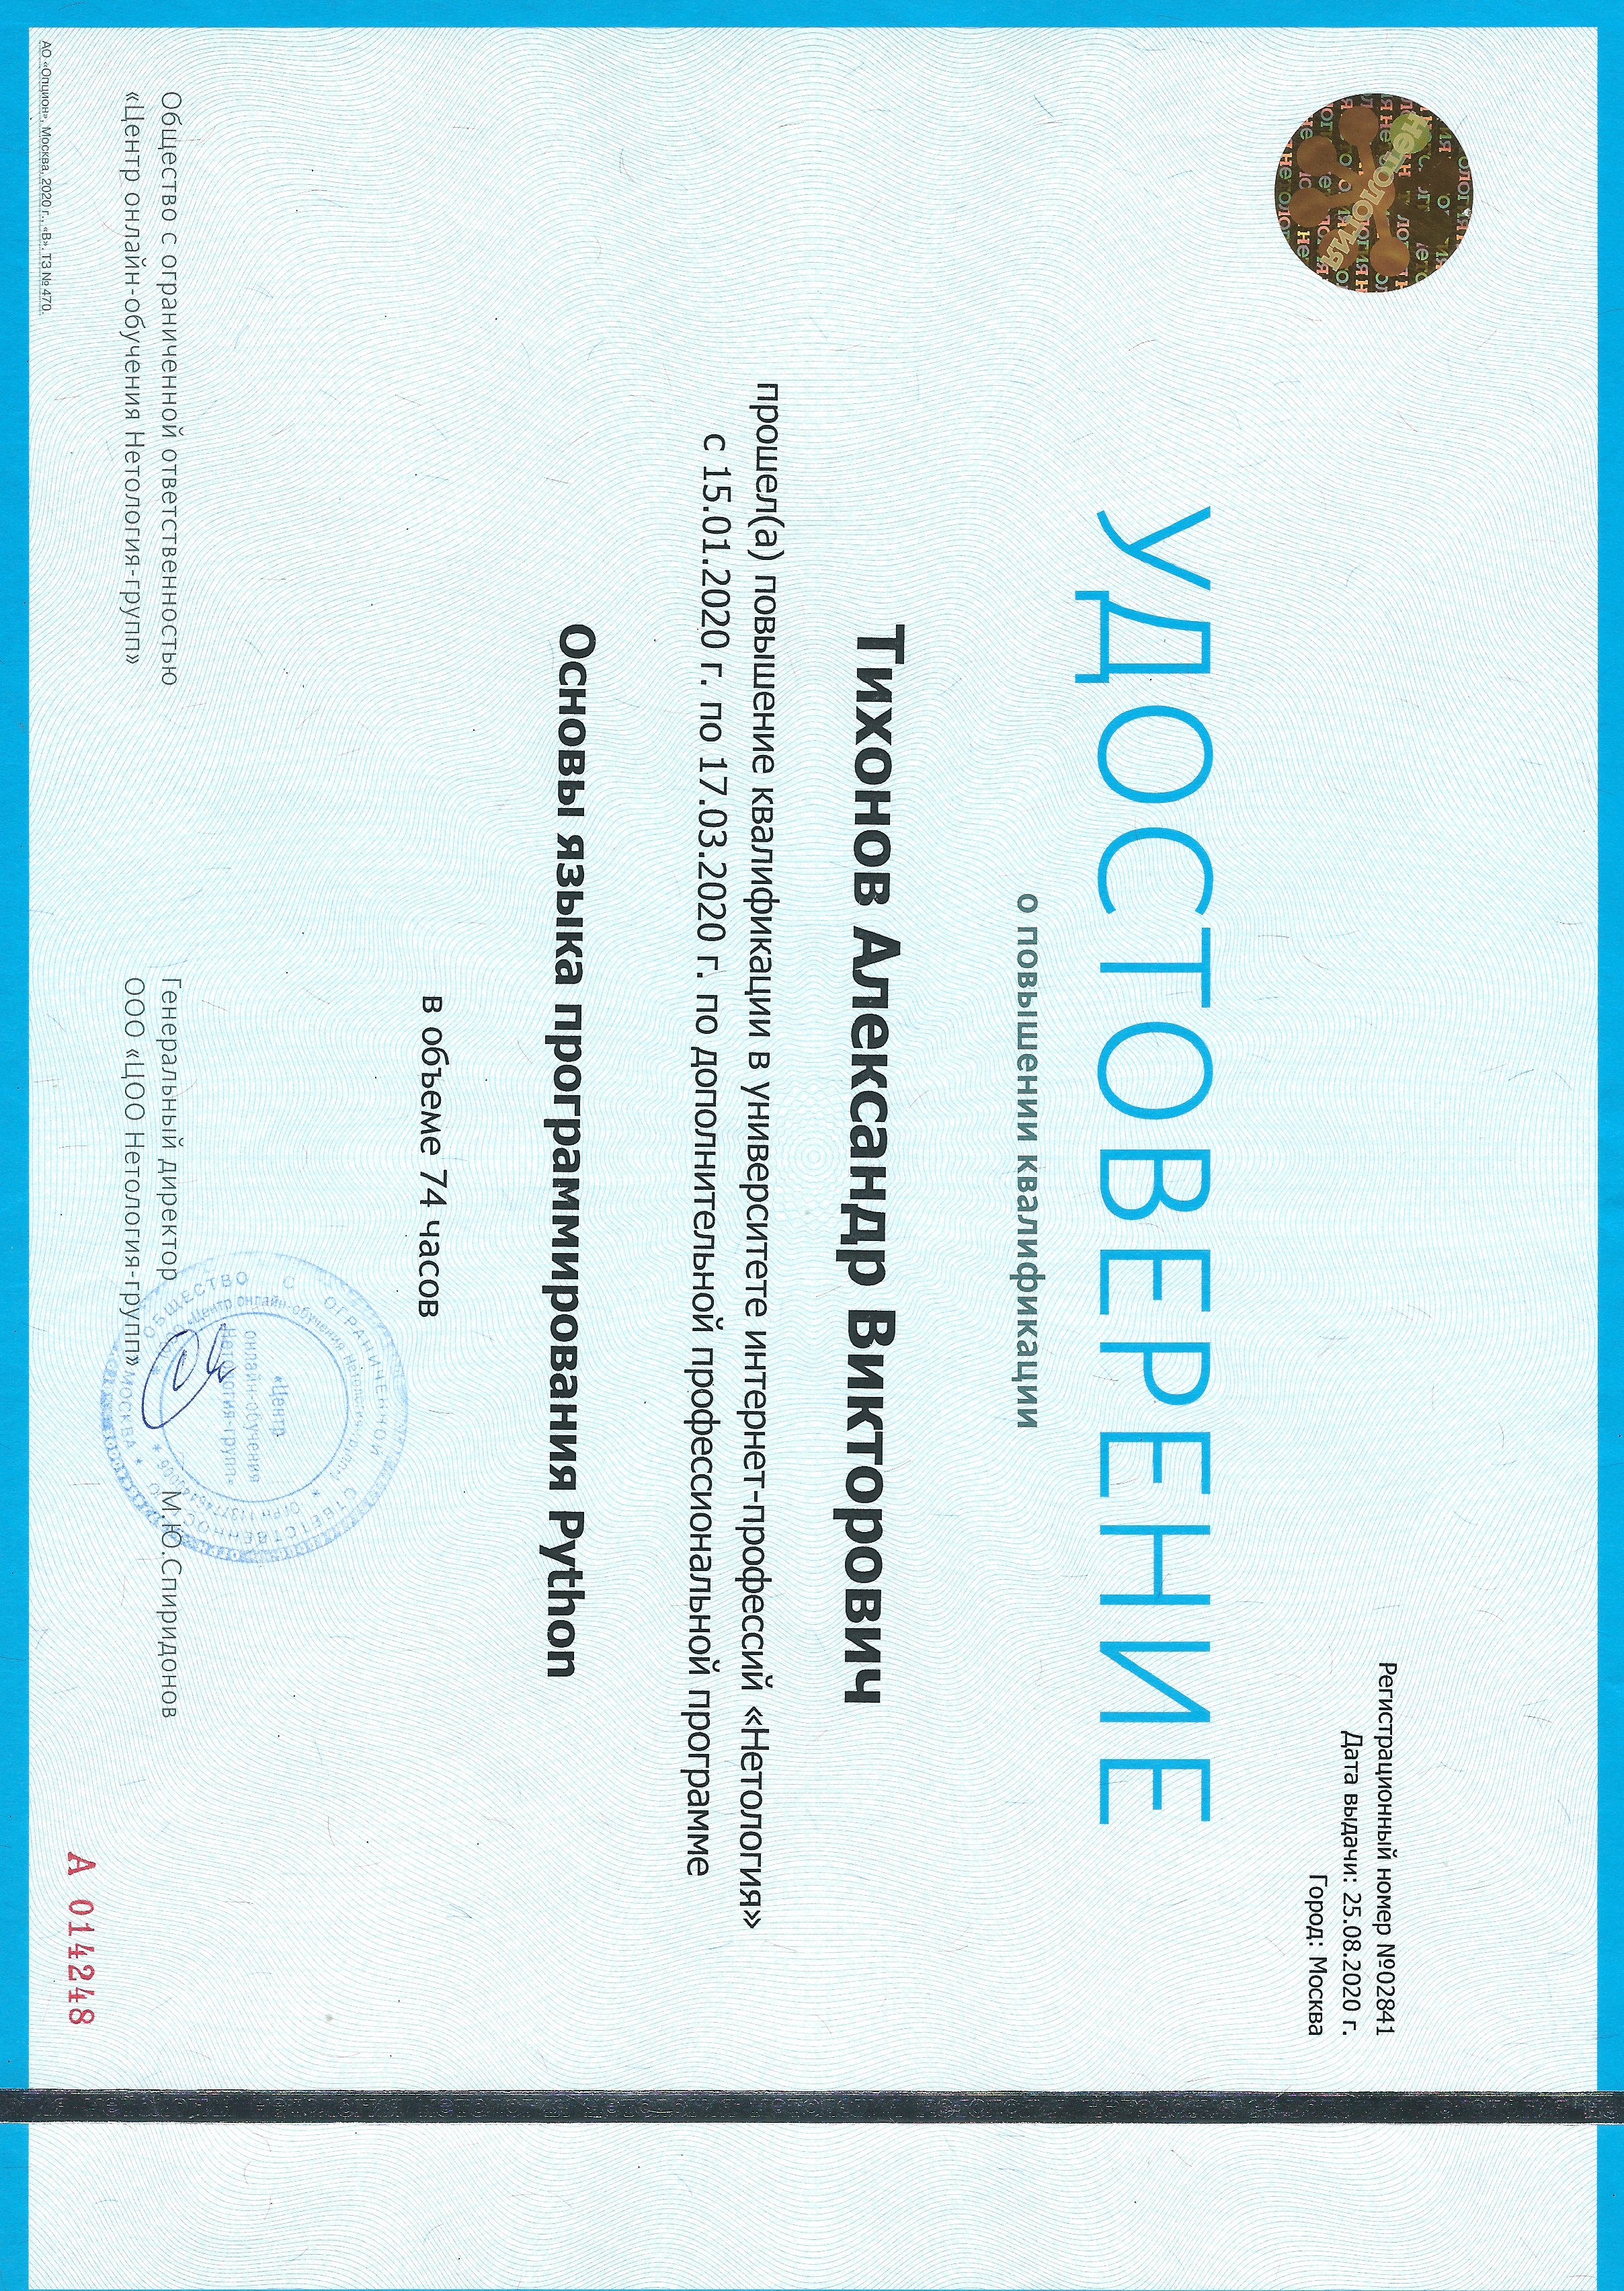 нетология
Регистрационный номер №02841
Дата выдачи: 25.08.2020 г.
Город: Москва
УДОСТОВЕРЕНИЕ
о повышении квалификации
Тихонов Александр Викторович
прошел(а) повышение квалификации в университете интернет-профессий «Нетология»
с 15.01.2020 г. по 17.03.2020 г. по дополнительной профессиональной программе
Основы языка программирования Python
в объеме 74 часов
Общество с ограниченной ответственностью
«Центр онлайн-обучения Нетология-групп»
Генеральный директор М.Ю.Спиридонов
ООО «ЦОО Нетология-групп»
ОБЩЕСТВО С ОГРАНИЧЕННОЙ ОТВЕТСТВЕННОСТЬЮ
МОСКВА
«Центр
онлайн-обучения
Нетология-групп»
А 014248
АО «Опцион», Москва, 2020 г., «В». ТЗ № 470.